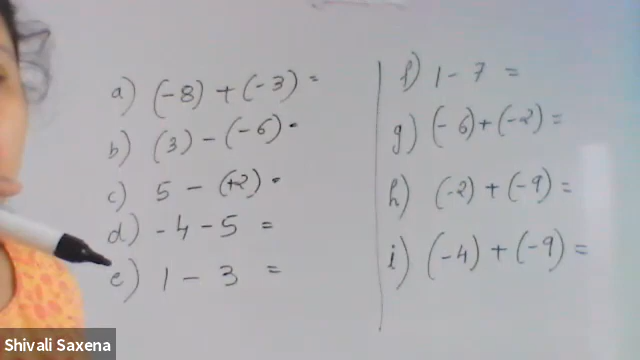 a) (-8) + (-3) =
b) (3) - (-6) =
c) 5 - (+2) =
d) -4 - 5 =
e) 1 - 3 =
f) 1 - 7 =
g) (-6) + (-2) =
h) (-2) + (-9) =
i) (-4) + (-9) =
Shivali Saxena